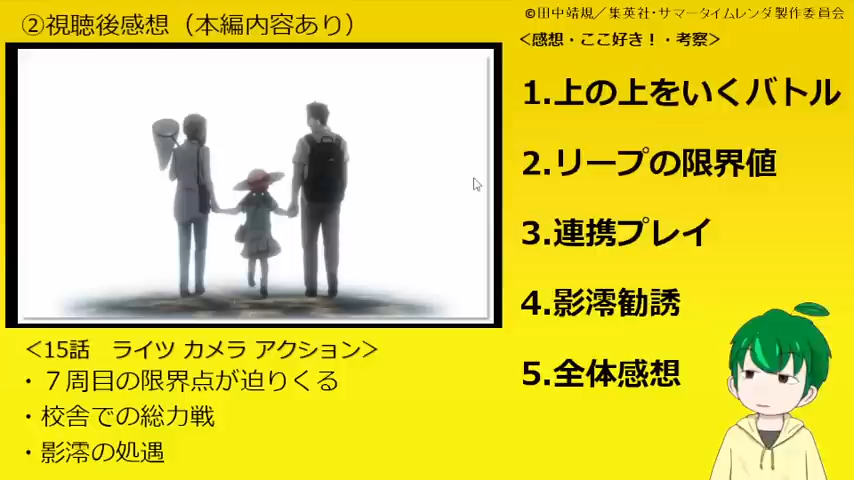 ②視聴後感想（本編内容あり）
©田中靖規／集英社・サマータイムレンダ製作委員会
＜感想・ここ好き！・考察＞
1.上の上をいくバトル
2.リープの限界値
3.連携プレイ
4.影澪勧誘
5.全体感想
＜15話　ライツ カメラ アクション＞
・７周目の限界点が迫りくる
・校舎での総力戦
・影澪の処遇